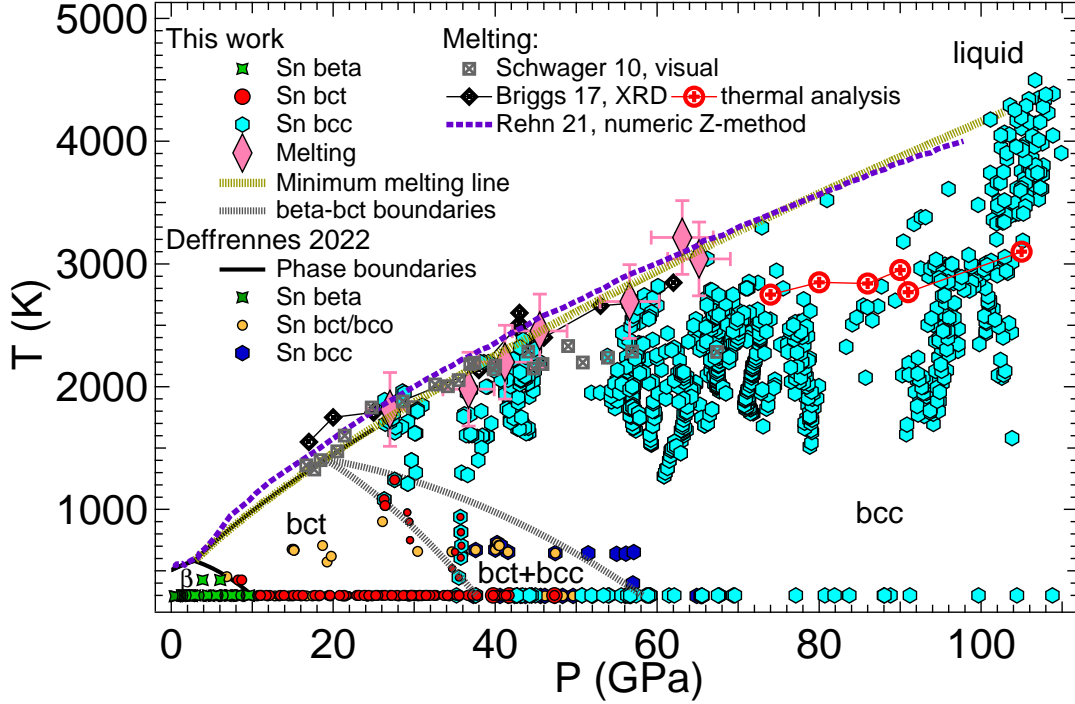 This work
Sn beta
Sn bct
Sn bcc
Melting
Minimum melting line
beta-bct boundaries
Deffrennes 2022
Phase boundaries
Sn beta
Sn bct/bco
Sn bcc
Melting:
Schwager 10, visual
Briggs 17, XRD
thermal analysis
Rehn 21, numeric Z-method
liquid
bct
bct+bcc
bcc
β
5000
4000
3000
2000
1000
T (K)
0 20 40 60 80 100
P (GPa)